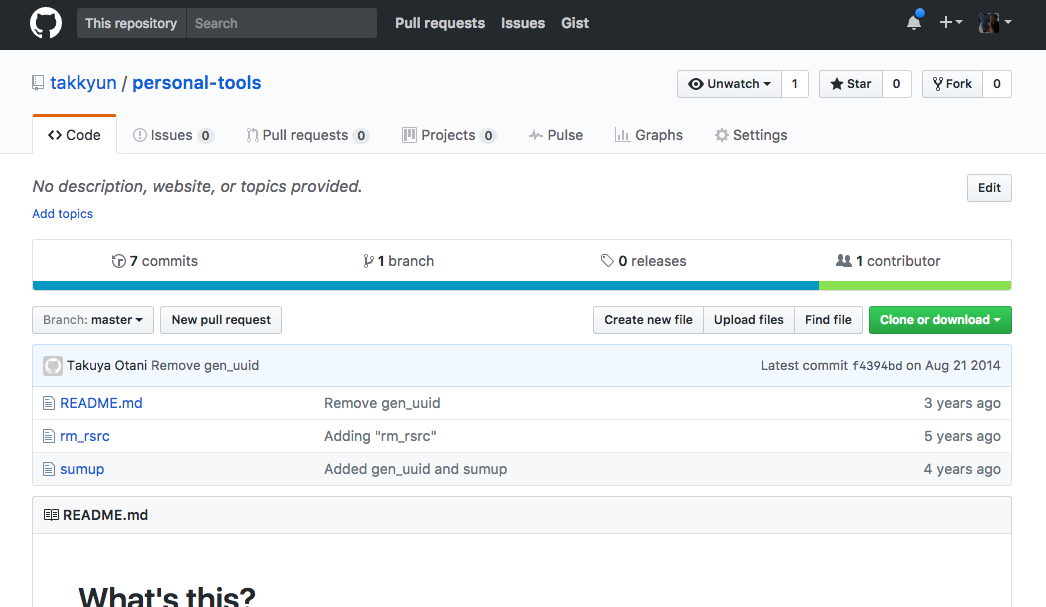 This repository Search Pull requests Issues Gist
takkyun / personal-tools Unwatch 1 Star 0 Fork 0
Code Issues 0 Pull requests 0 Projects 0 Pulse Graphs Settings
No description, website, or topics provided. Edit
Add topics
7 commits 1 branch 0 releases 1 contributor
Branch: master New pull request Create new file Upload files Find file Clone or download
Takuya Otani Remove gen_uuid Latest commit f4394bd on Aug 21 2014
README.md Remove gen_uuid 3 years ago
rm_rsrc Adding "rm_rsrc" 5 years ago
sumup Added gen_uuid and sumup 4 years ago
README.md
What's this?